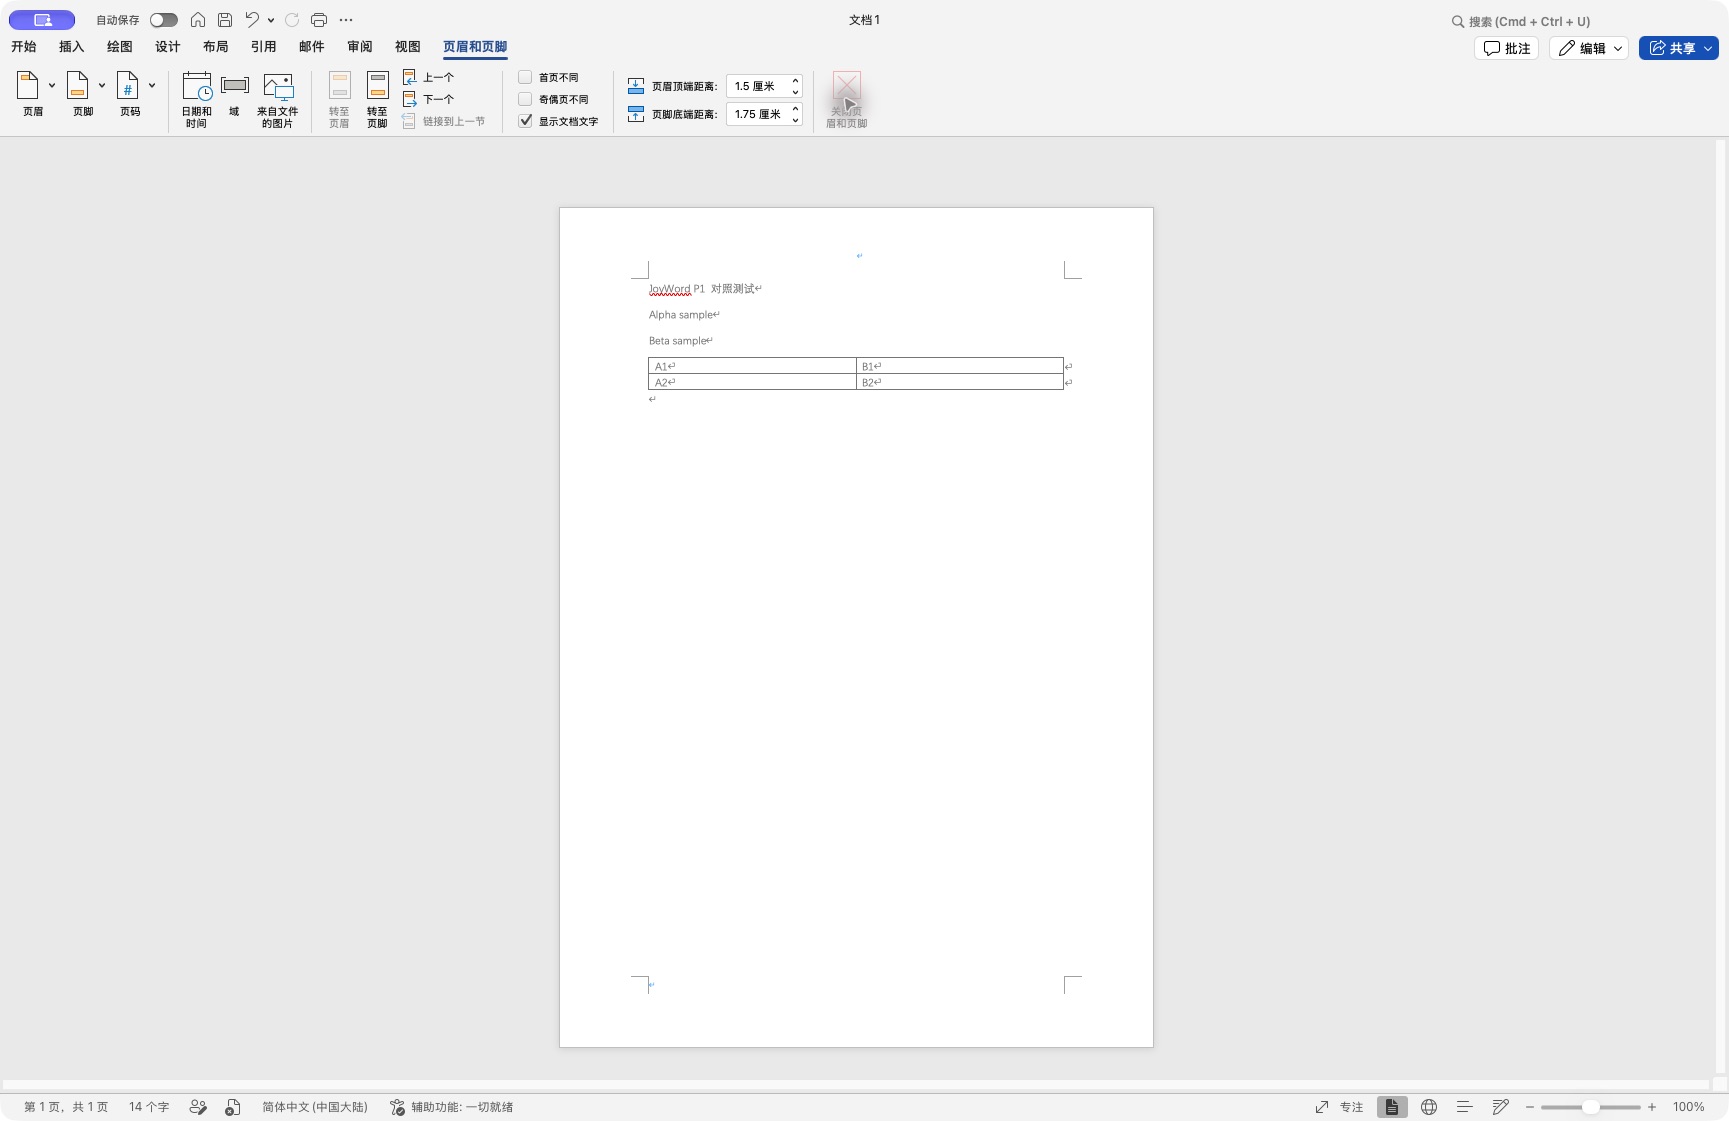 自动保存
文档1
搜索 (Cmd + Ctrl + U)
开始 插入 绘图 设计 布局 引用 邮件 审阅 视图 页眉和页脚
批注 编辑 共享
页眉 页脚 页码
日期和时间
域
来自文件的图片
转至页眉
转至页脚
上一个
下一个
链接到上一节
首页不同
奇偶页不同
显示文档文字
页眉顶端距离: 1.5 厘米
页脚底端距离: 1.75 厘米
关闭页眉和页脚
JoyWord P1 对照测试
Alpha sample
Beta sample
A1 B1
A2 B2
第 1 页，共 1 页 14 个字 简体中文 (中国大陆) 辅助功能: 一切就绪 专注 100%